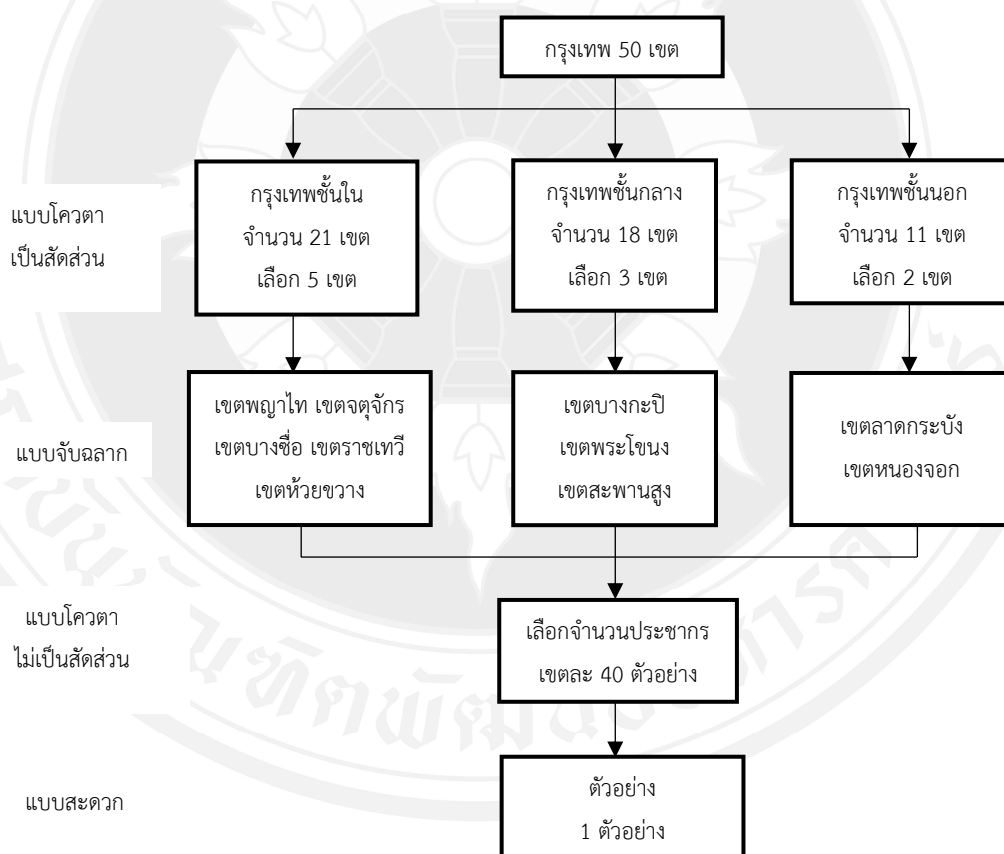 กรุงเทพ 50 เขต
แบบโควตา
เป็นสัดส่วน
กรุงเทพชั้นใน
จำนวน 21 เขต
เลือก 5 เขต
กรุงเทพชั้นกลาง
จำนวน 18 เขต
เลือก 3 เขต
กรุงเทพชั้นนอก
จำนวน 11 เขต
เลือก 2 เขต
แบบจับฉลาก
เขตพญาไท เขตจตุจักร
เขตบางซื่อ เขตราชเทวี
เขตห้วยขวาง
เขตบางกะปิ
เขตพระโขนง
เขตสะพานสูง
เขตลาดกระบัง
เขตหนองจอก
แบบโควตา
ไม่เป็นสัดส่วน
เลือกจำนวนประชากร
เขตละ 40 ตัวอย่าง
แบบสะดวก
ตัวอย่าง
1 ตัวอย่าง